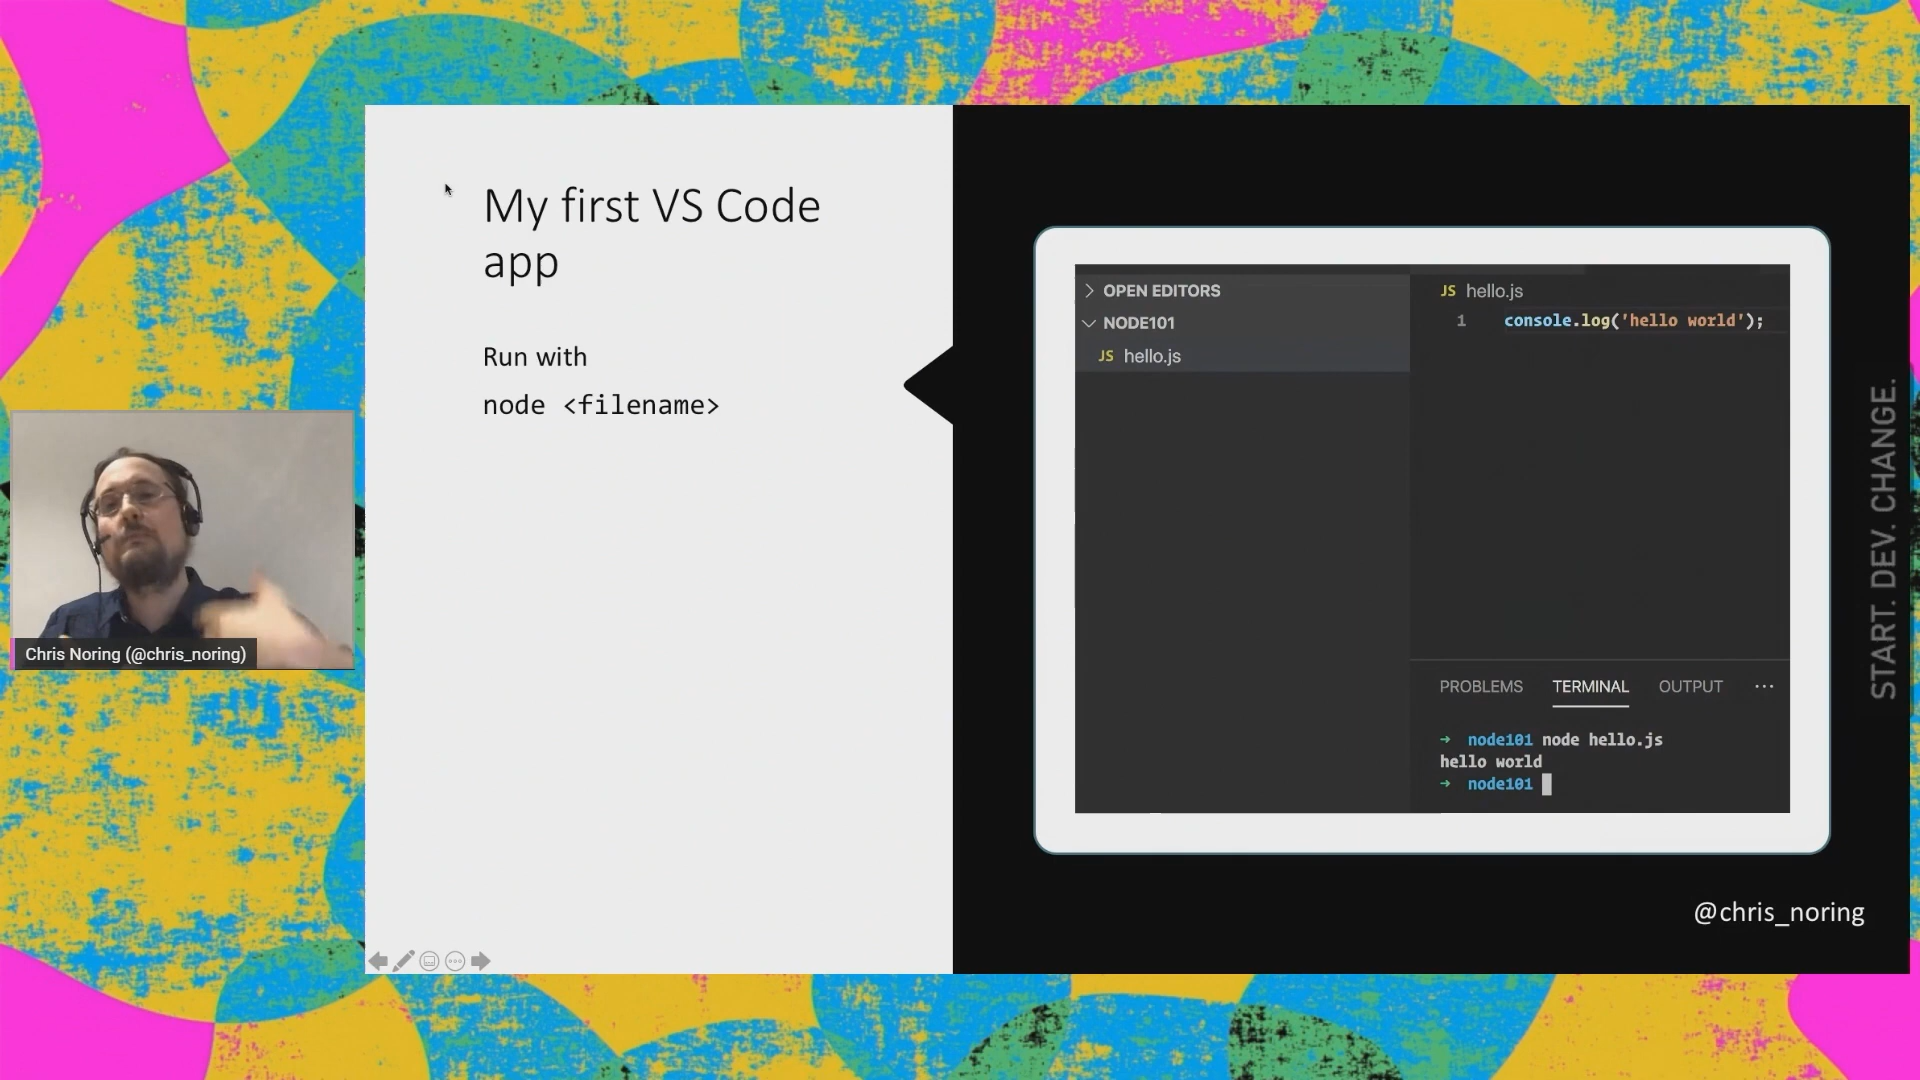 My first VS Code
app
Run with
node <filename>
OPEN EDITORS
NODE101
JS hello.js
JS hello.js
1 console.log('hello world');
PROBLEMS TERMINAL OUTPUT ...
→ node101 node hello.js
hello world
→ node101
@chris_noring
START. DEV. CHANGE.
Chris Noring (@chris_noring)